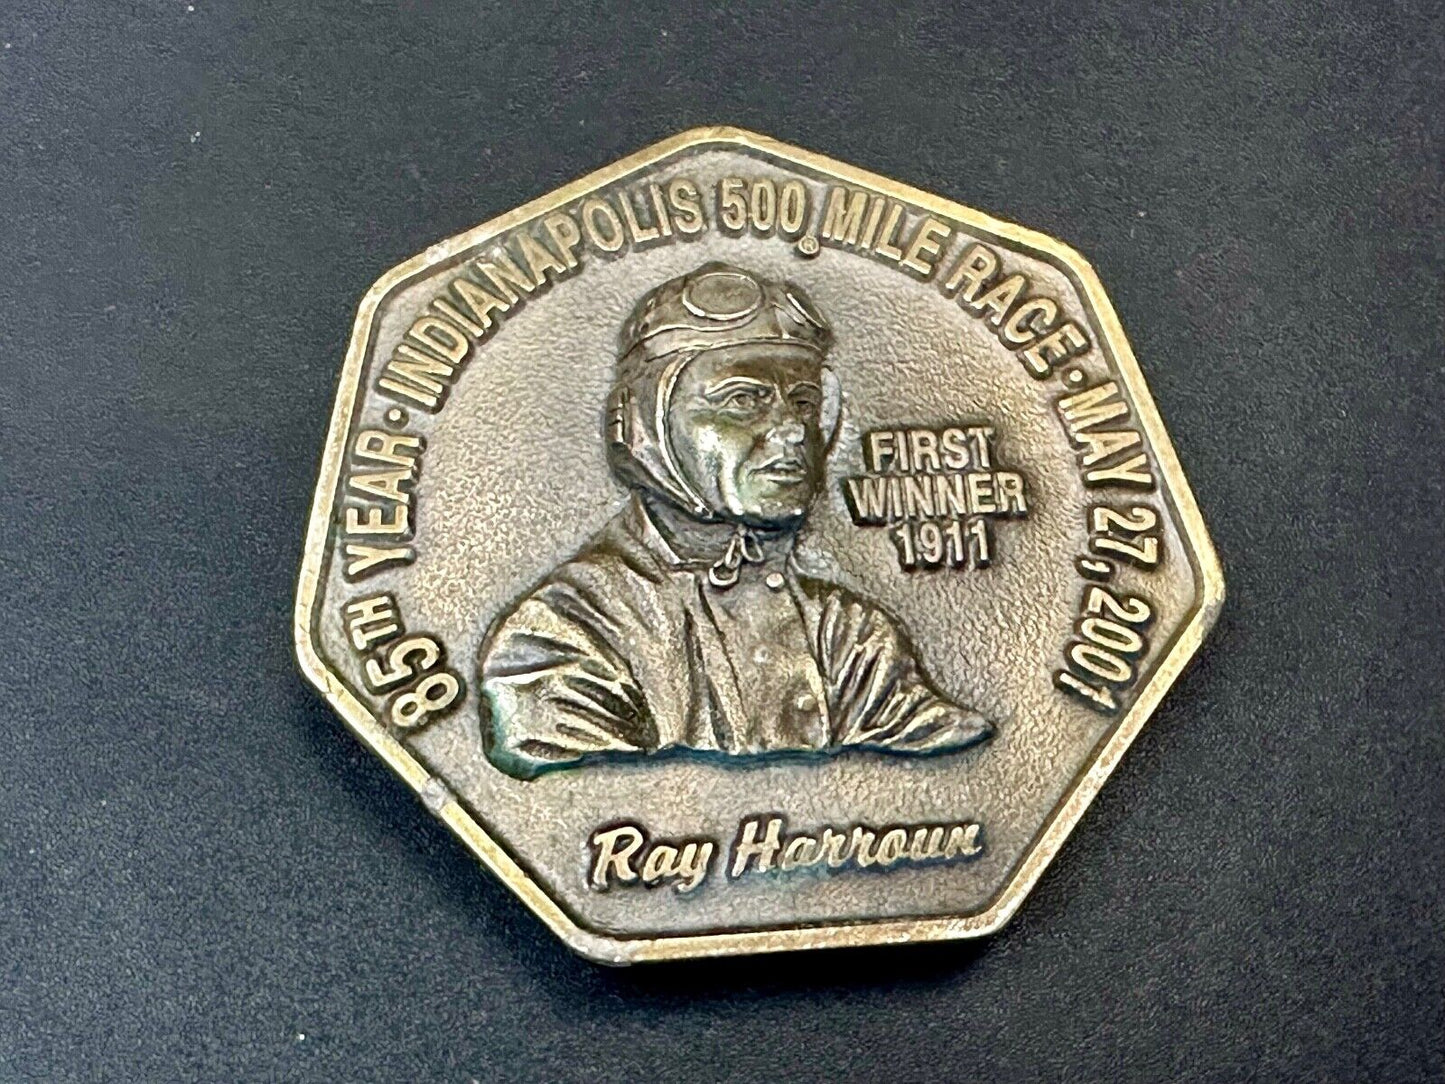 85TH YEAR · INDIANAPOLIS 500® MILE RACE · MAY 27, 2001
FIRST
WINNER
1911
Ray Harroun